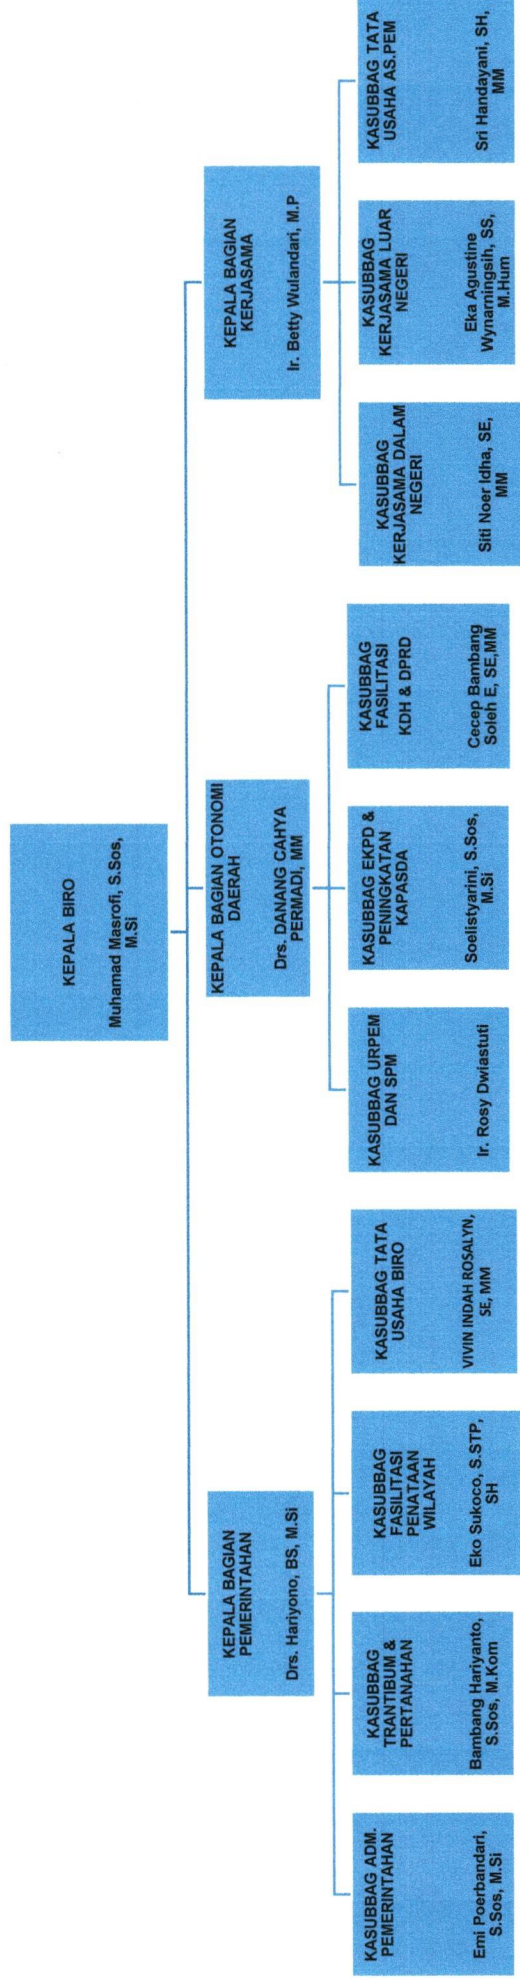 KEPALA BIRO
Muhamad Masrofi, S.Sos,
M.Si
KEPALA BAGIAN
PEMERINTAHAN
Drs. Hariyono, BS, M.Si
KEPALA BAGIAN OTONOMI
DAERAH
Drs. DANANG CAHYA
PERMADI, MM
KEPALA BAGIAN
KERJASAMA
Ir. Betty Wulandari, M.P
KASUBBAG ADM.
PEMERINTAHAN
Emi Poerbandari,
S.Sos, M.Si
KASUBBAG
TRANTIBUM &
PERTANAHAN
Bambang Hariyanto,
S.Sos, M.Kom
KASUBBAG
FASILITASI
PENATAAN
WILAYAH
Eko Sukoco, S.STP,
SH
KASUBBAG TATA
USAHA BIRO
VIVIN INDAH ROSALYN,
SE, MM
KASUBBAG URPEM
DAN SPM
Ir. Rosy Dwiastuti
KASUBBAG EKPD &
PENINGKATAN
KAPASDA
Soelistyarini, S.Sos,
M.Si
KASUBBAG
FASILITASI
KDH & DPRD
Cecep Bambang
Soleh E, SE,MM
KASUBBAG
KERJASAMA DALAM
NEGERI
Siti Noer Idha, SE,
MM
KASUBBAG
KERJASAMA LUAR
NEGERI
Eka Agustine
Wynarningsih, SS,
M.Hum
KASUBBAG TATA
USAHA AS.PEM
Sri Handayani, SH,
MM